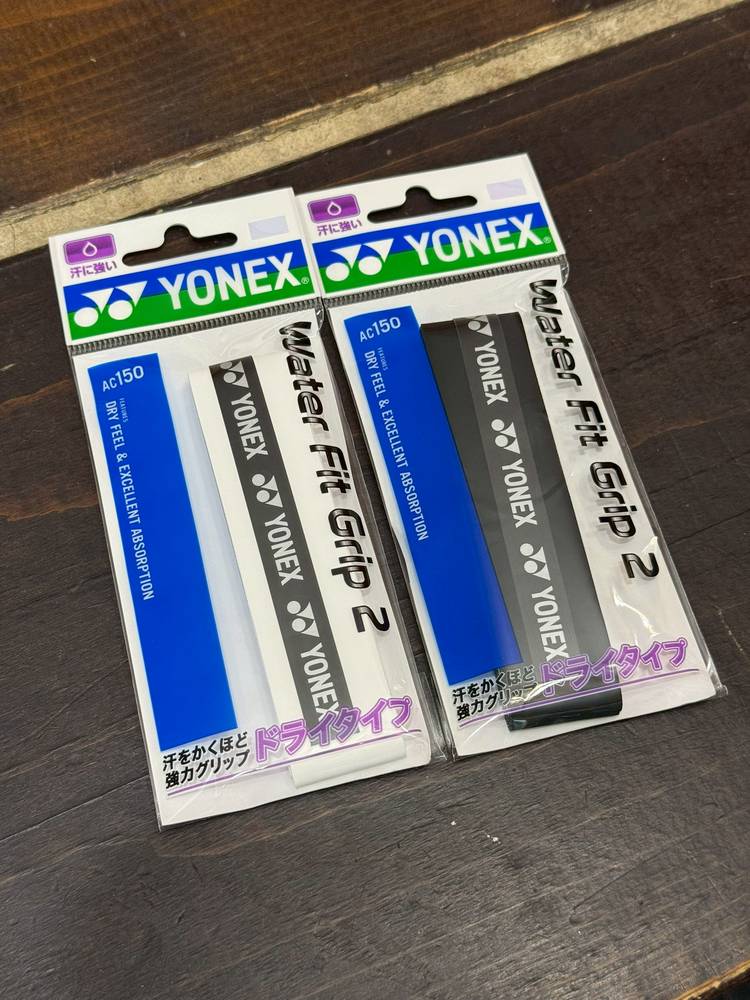 汗に強い
YONEX®
AC150
FEATURES
DRY FEEL & EXCELLENT ABSORPTION
YONEX
YONEX
YONEX
Water Fit Grip 2
汗をかくほど
強力グリップ
ドライタイプ
汗に強い
YONEX®
AC150
FEATURES
DRY FEEL & EXCELLENT ABSORPTION
YONEX
YONEX
YONEX
Water Fit Grip 2
汗をかくほど
強力グリップ
ドライタイプ